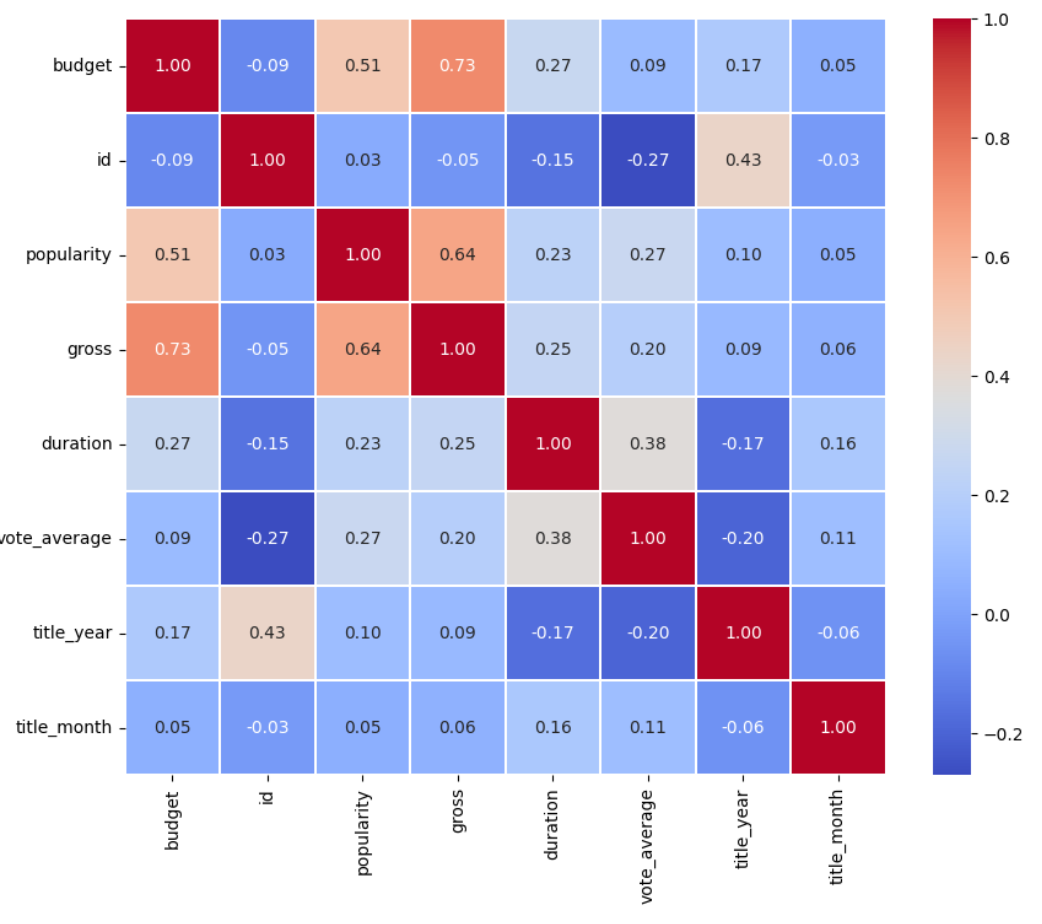 budget 1.00 -0.09 0.51 0.73 0.27 0.09 0.17 0.05
id -0.09 1.00 0.03 -0.05 -0.15 -0.27 0.43 -0.03
popularity 0.51 0.03 1.00 0.64 0.23 0.27 0.10 0.05
gross 0.73 -0.05 0.64 1.00 0.25 0.20 0.09 0.06
duration 0.27 -0.15 0.23 0.25 1.00 0.38 -0.17 0.16
vote_average 0.09 -0.27 0.27 0.20 0.38 1.00 -0.20 0.11
title_year 0.17 0.43 0.10 0.09 -0.17 -0.20 1.00 -0.06
title_month 0.05 -0.03 0.05 0.06 0.16 0.11 -0.06 1.00
budget id popularity gross duration vote_average title_year title_month
1.0
0.8
0.6
0.4
0.2
0.0
−0.2